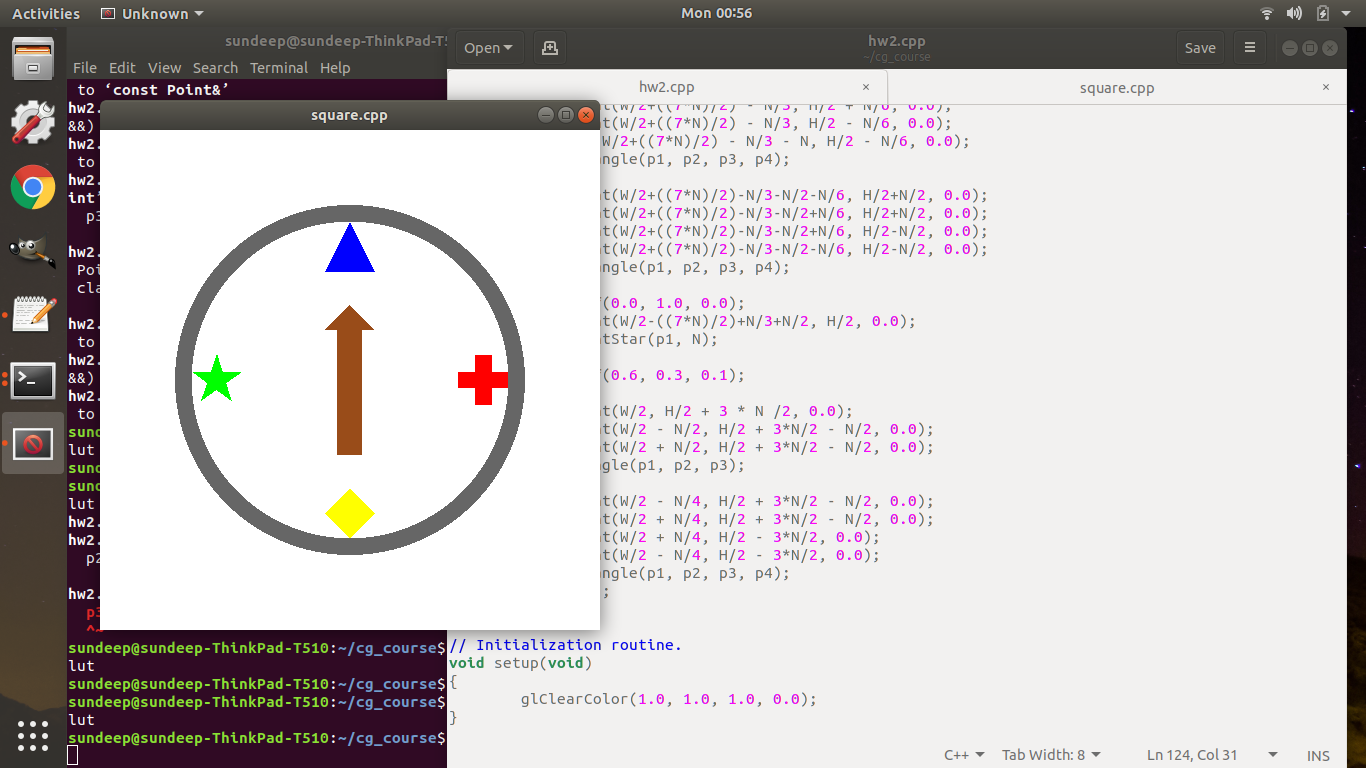 Activities Unknown Mon 00:56
sundeep@sundeep-ThinkPad-T5
File Edit View Search Terminal Help
to ‘const Point&’
hw2.
&&)
hw2.
to
hw2.
int’
p3
hw2.
Poi
cla
hw2.
to
hw2.
&&)
hw2.
to
sund
lut
sund
sund
lut
hw2.
hw2.
p2
hw2.
p3
^~
sundeep@sundeep-ThinkPad-T510:~/cg_course$
lut
sundeep@sundeep-ThinkPad-T510:~/cg_course$
sundeep@sundeep-ThinkPad-T510:~/cg_course$
lut
sundeep@sundeep-ThinkPad-T510:~/cg_course$
square.cpp
Open
hw2.cpp
~/cg_course
Save
hw2.cpp ×
square.cpp ×
t(W/2+((7*N)/2) - N/3, H/2 + N/6, 0.0);
t(W/2+((7*N)/2) - N/3, H/2 - N/6, 0.0);
W/2+((7*N)/2) - N/3 - N, H/2 - N/6, 0.0);
ngle(p1, p2, p3, p4);
t(W/2+((7*N)/2)-N/3-N/2-N/6, H/2+N/2, 0.0);
t(W/2+((7*N)/2)-N/3-N/2+N/6, H/2+N/2, 0.0);
t(W/2+((7*N)/2)-N/3-N/2+N/6, H/2-N/2, 0.0);
t(W/2+((7*N)/2)-N/3-N/2-N/6, H/2-N/2, 0.0);
ngle(p1, p2, p3, p4);
f(0.0, 1.0, 0.0);
t(W/2-((7*N)/2)+N/3+N/2, H/2, 0.0);
ntStar(p1, N);
f(0.6, 0.3, 0.1);
t(W/2, H/2 + 3 * N /2, 0.0);
t(W/2 - N/2, H/2 + 3*N/2 - N/2, 0.0);
t(W/2 + N/2, H/2 + 3*N/2 - N/2, 0.0);
gle(p1, p2, p3);
t(W/2 - N/4, H/2 + 3*N/2 - N/2, 0.0);
t(W/2 + N/4, H/2 + 3*N/2 - N/2, 0.0);
t(W/2 + N/4, H/2 - 3*N/2, 0.0);
t(W/2 - N/4, H/2 - 3*N/2, 0.0);
ngle(p1, p2, p3, p4);
;
// Initialization routine.
void setup(void)
{
glClearColor(1.0, 1.0, 1.0, 0.0);
}
C++ Tab Width: 8 Ln 124, Col 31 INS